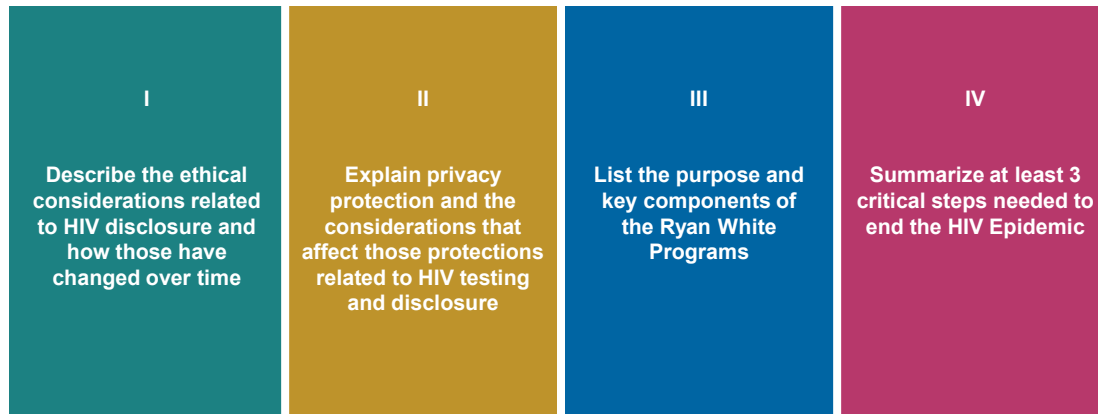 I
Describe the ethical
considerations related
to HIV disclosure and
how those have
changed over time
II
Explain privacy
protection and the
considerations that
affect those protections
related to HIV testing
and disclosure
III
List the purpose and
key components of
the Ryan White
Programs
IV
Summarize at least 3
critical steps needed to
end the HIV Epidemic